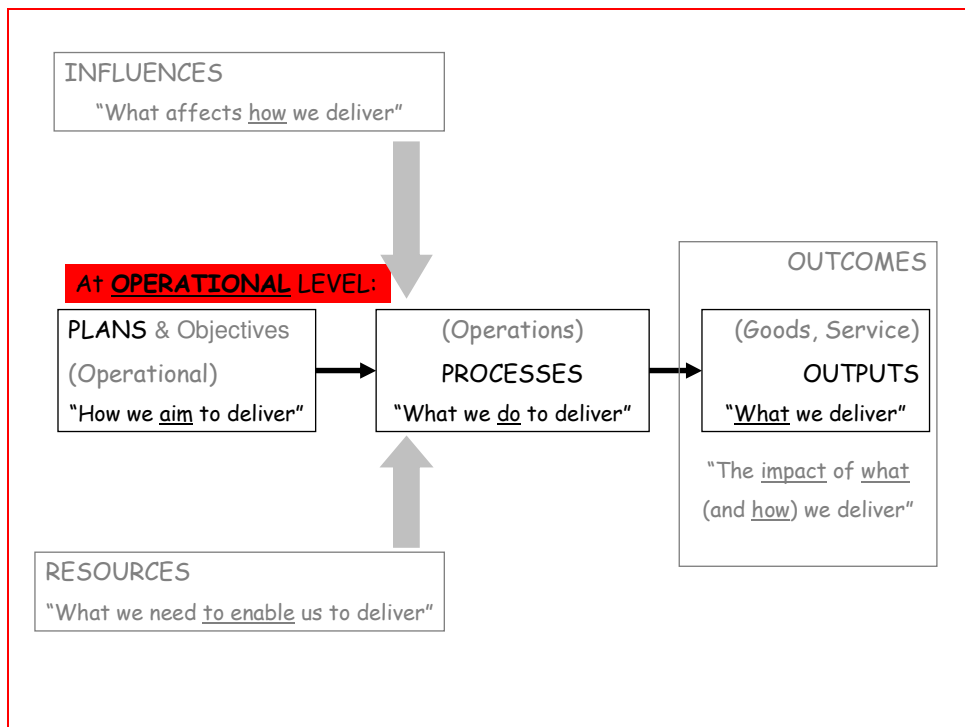 INFLUENCES
“What affects how we deliver”
At OPERATIONAL LEVEL:
PLANS & Objectives
(Operational)
“How we aim to deliver”
(Operations)
PROCESSES
“What we do to deliver”
OUTCOMES
(Goods, Service)
OUTPUTS
“What we deliver”
“The impact of what
(and how) we deliver”
RESOURCES
“What we need to enable us to deliver”